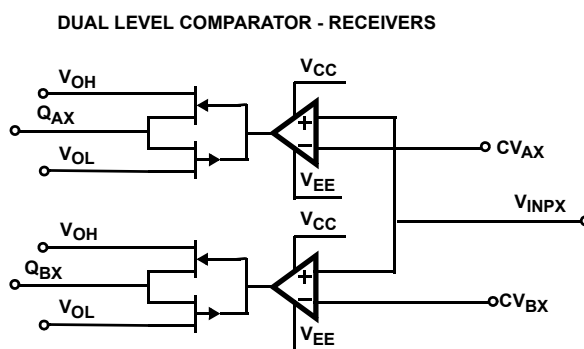 DUAL LEVEL COMPARATOR - RECEIVERS
VOH
VCC
QAX
+
−
CVAX
VOL
VEE
VINPX
VCC
VOH
QBX
+
−
CVBX
VOL
VEE